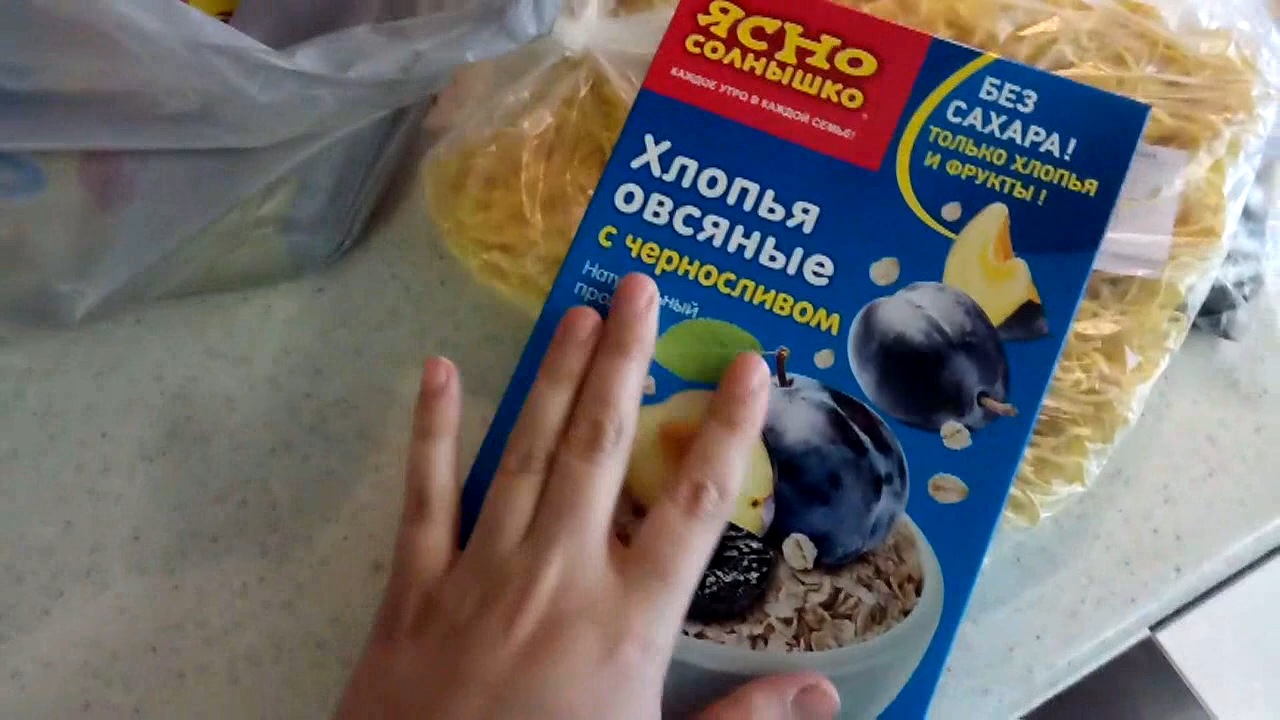 ЯСНО
СОЛНЫШКО
КАЖДОЕ УТРО В КАЖДОЙ СЕМЬЕ!
БЕЗ
САХАРА!
ТОЛЬКО ХЛОПЬЯ
И ФРУКТЫ!
Хлопья
овсяные
с черносливом